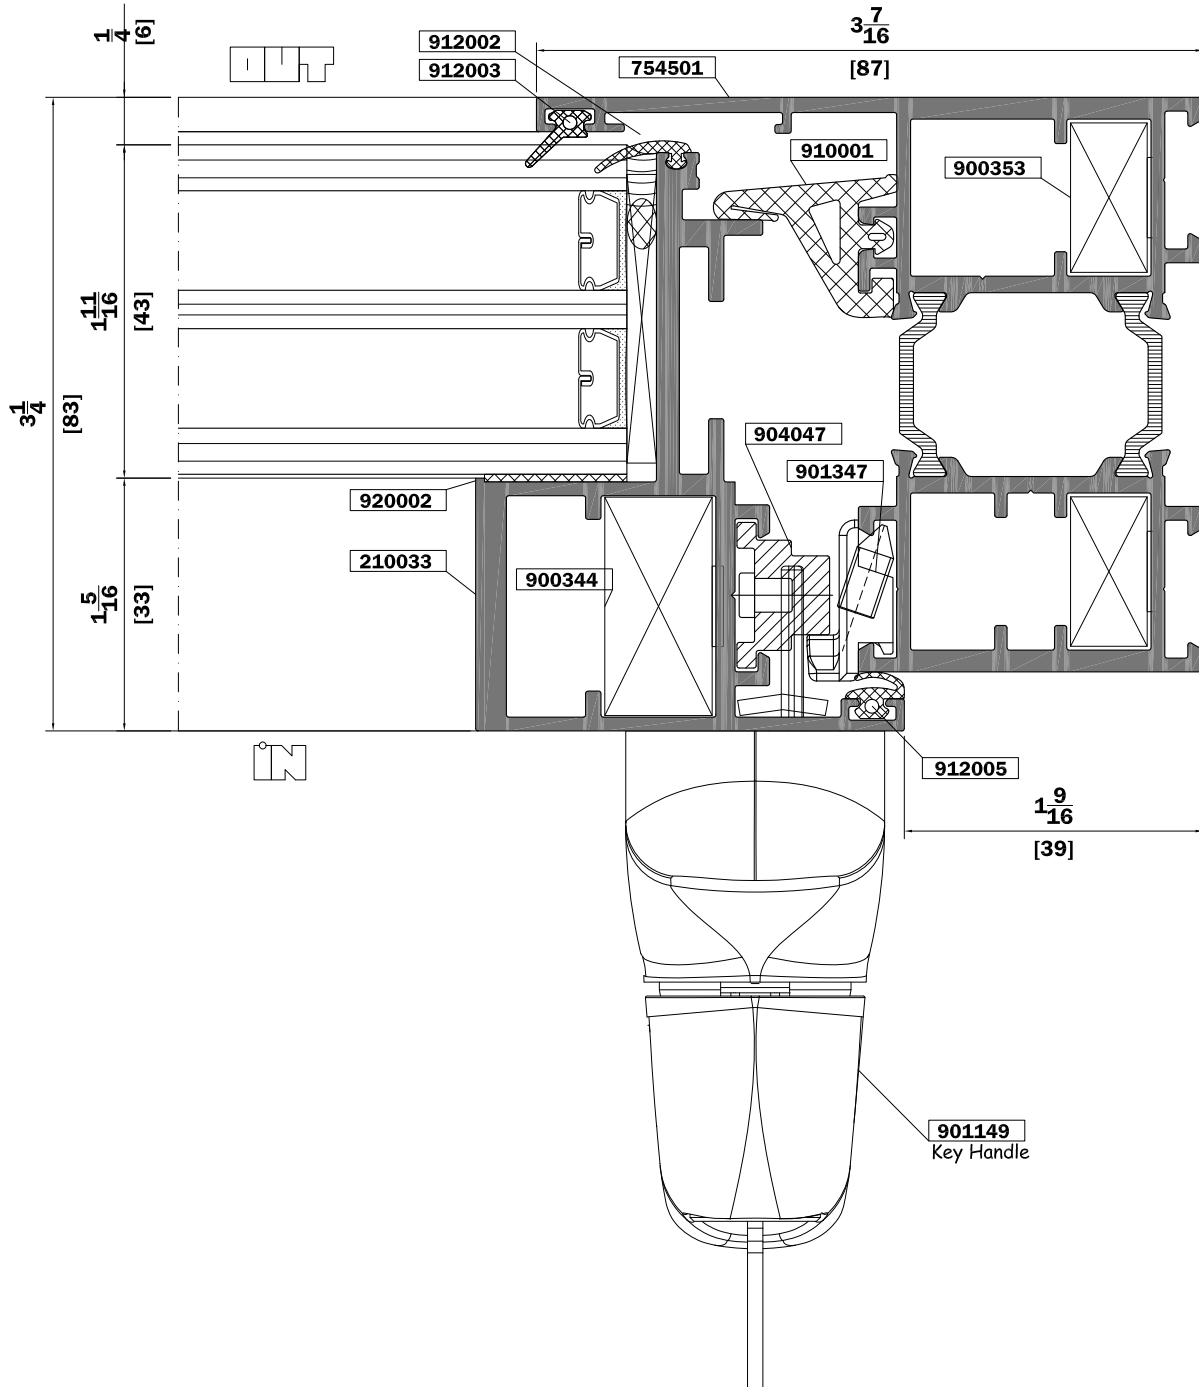 1/4 [6]
OUT
912002
912003
754501
3 7/16
[87]
910001
900353
1 11/16 [43]
3 1/4 [83]
904047
901347
920002
210033
900344
1 5/16 [33]
IN
912005
1 9/16
[39]
901149
Key Handle